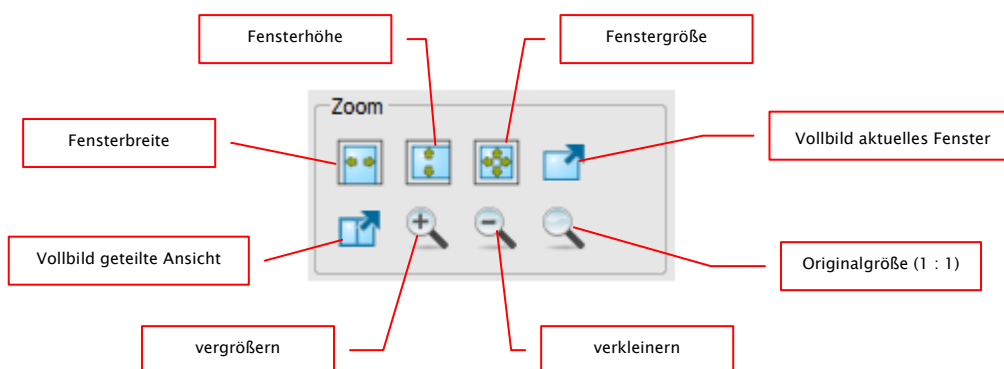 Fensterhöhe
Fenstergröße
Zoom
Fensterbreite
Vollbild aktuelles Fenster
Vollbild geteilte Ansicht
Originalgröße (1 : 1)
vergrößern
verkleinern